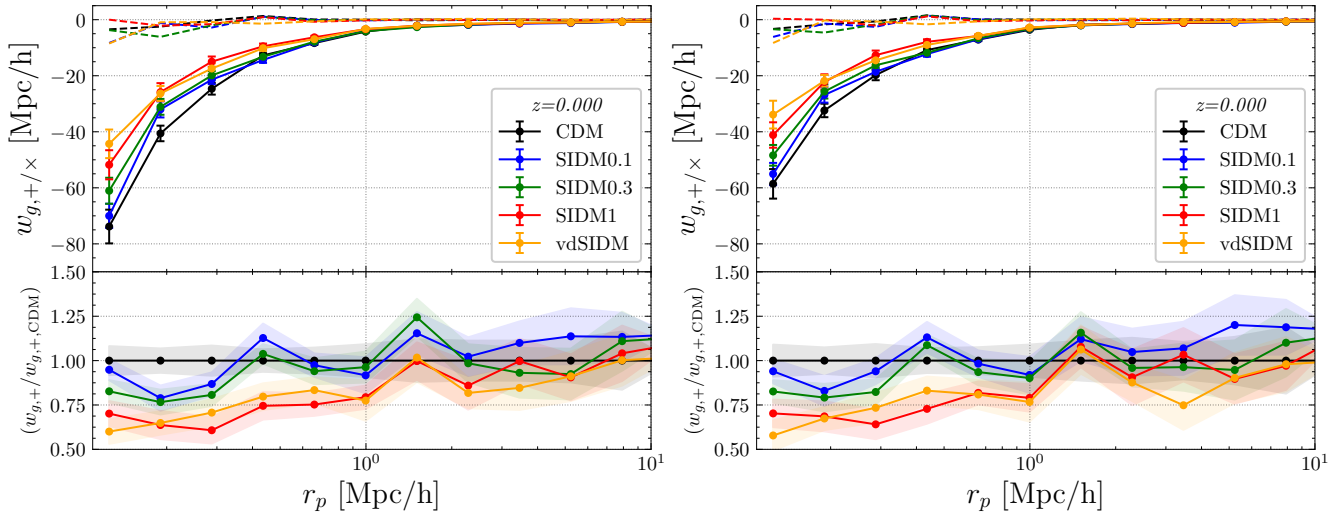 w_{g,+/×} [Mpc/h]
0
−20
−40
−60
−80
z=0.000
CDM
SIDM0.1
SIDM0.3
SIDM1
vdSIDM
(w_{g,+}/w_{g,+,CDM})
1.50
1.25
1.00
0.75
0.50
10^0
10^1
r_p [Mpc/h]
w_{g,+/×} [Mpc/h]
0
−20
−40
−60
−80
z=0.000
CDM
SIDM0.1
SIDM0.3
SIDM1
vdSIDM
(w_{g,+}/w_{g,+,CDM})
1.50
1.25
1.00
0.75
0.50
10^0
10^1
r_p [Mpc/h]